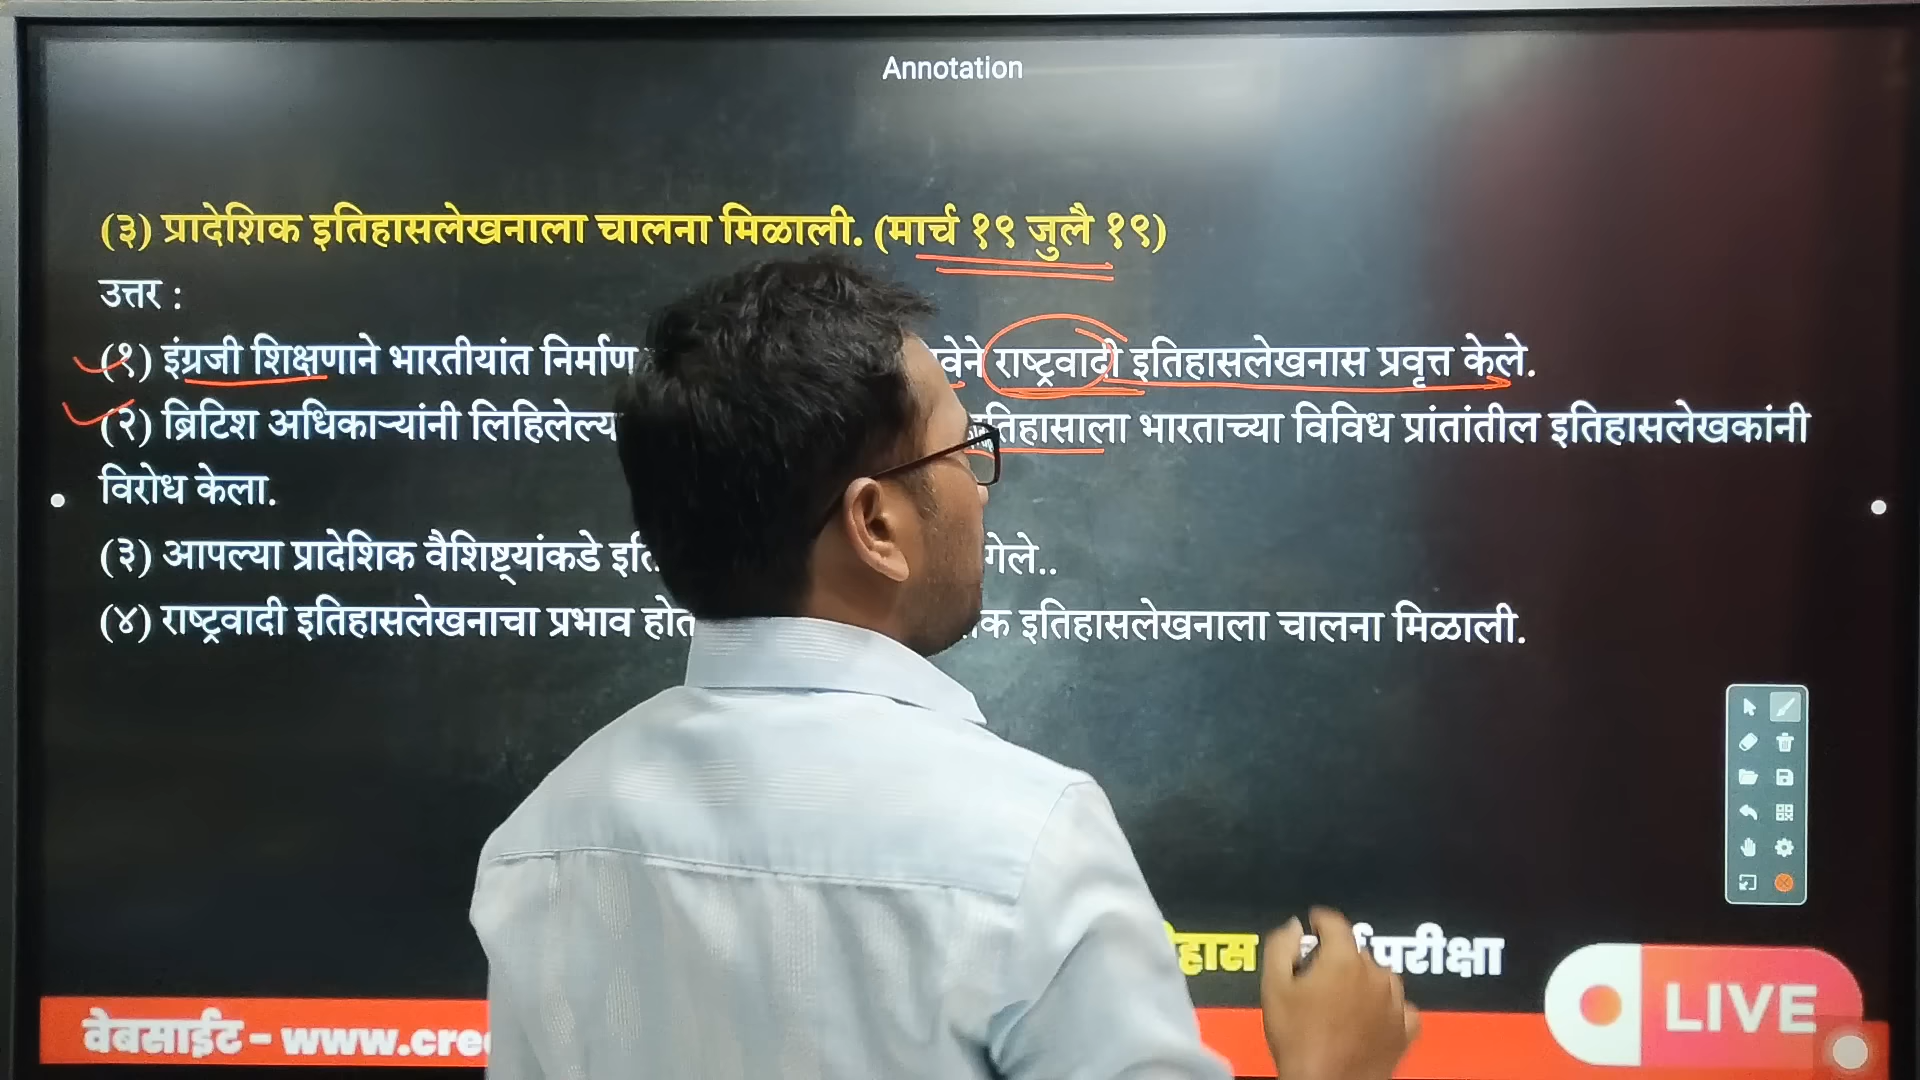 Annotation
(३) प्रादेशिक इतिहासलेखनाला चालना मिळाली. (मार्च १९ जुलै १९)
उत्तर :
(१) इंग्रजी शिक्षणाने भारतीयांत निर्माण राष्ट्रवादी इतिहासलेखनास प्रवृत्त केले.
(२) ब्रिटिश अधिकाऱ्यांनी लिहिलेल्य इतिहासाला भारताच्या विविध प्रांतांतील इतिहासलेखकांनी
विरोध केला.
(३) आपल्या प्रादेशिक वैशिष्ट्यांकडे गेले..
(४) राष्ट्रवादी इतिहासलेखनाचा प्रभाव इतिहासलेखनाला चालना मिळाली.
परीक्षा
वेबसाईट - www.cre
LIVE